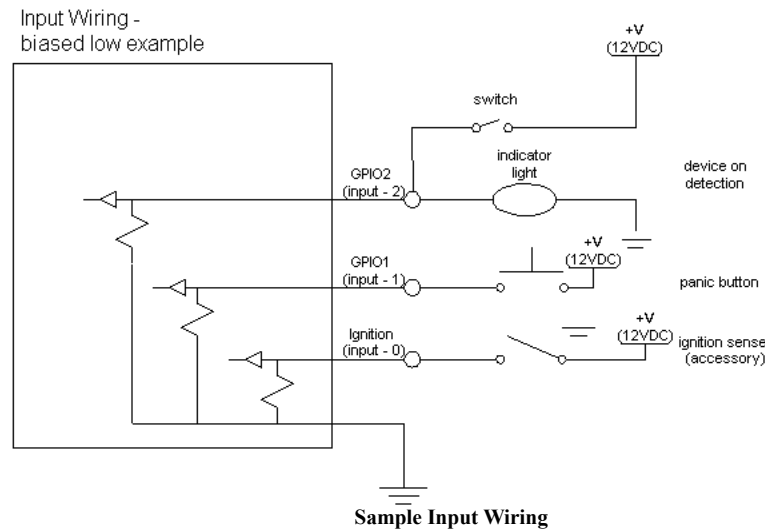 Input Wiring -
biased low example
+V
(12VDC)
switch
GPIO2
(input - 2)
indicator
light
device on
detection
GPIO1
(input - 1)
+V
(12VDC)
panic button
Ignition
(input - 0)
+V
(12VDC)
ignition sense
(accessory)
Sample Input Wiring